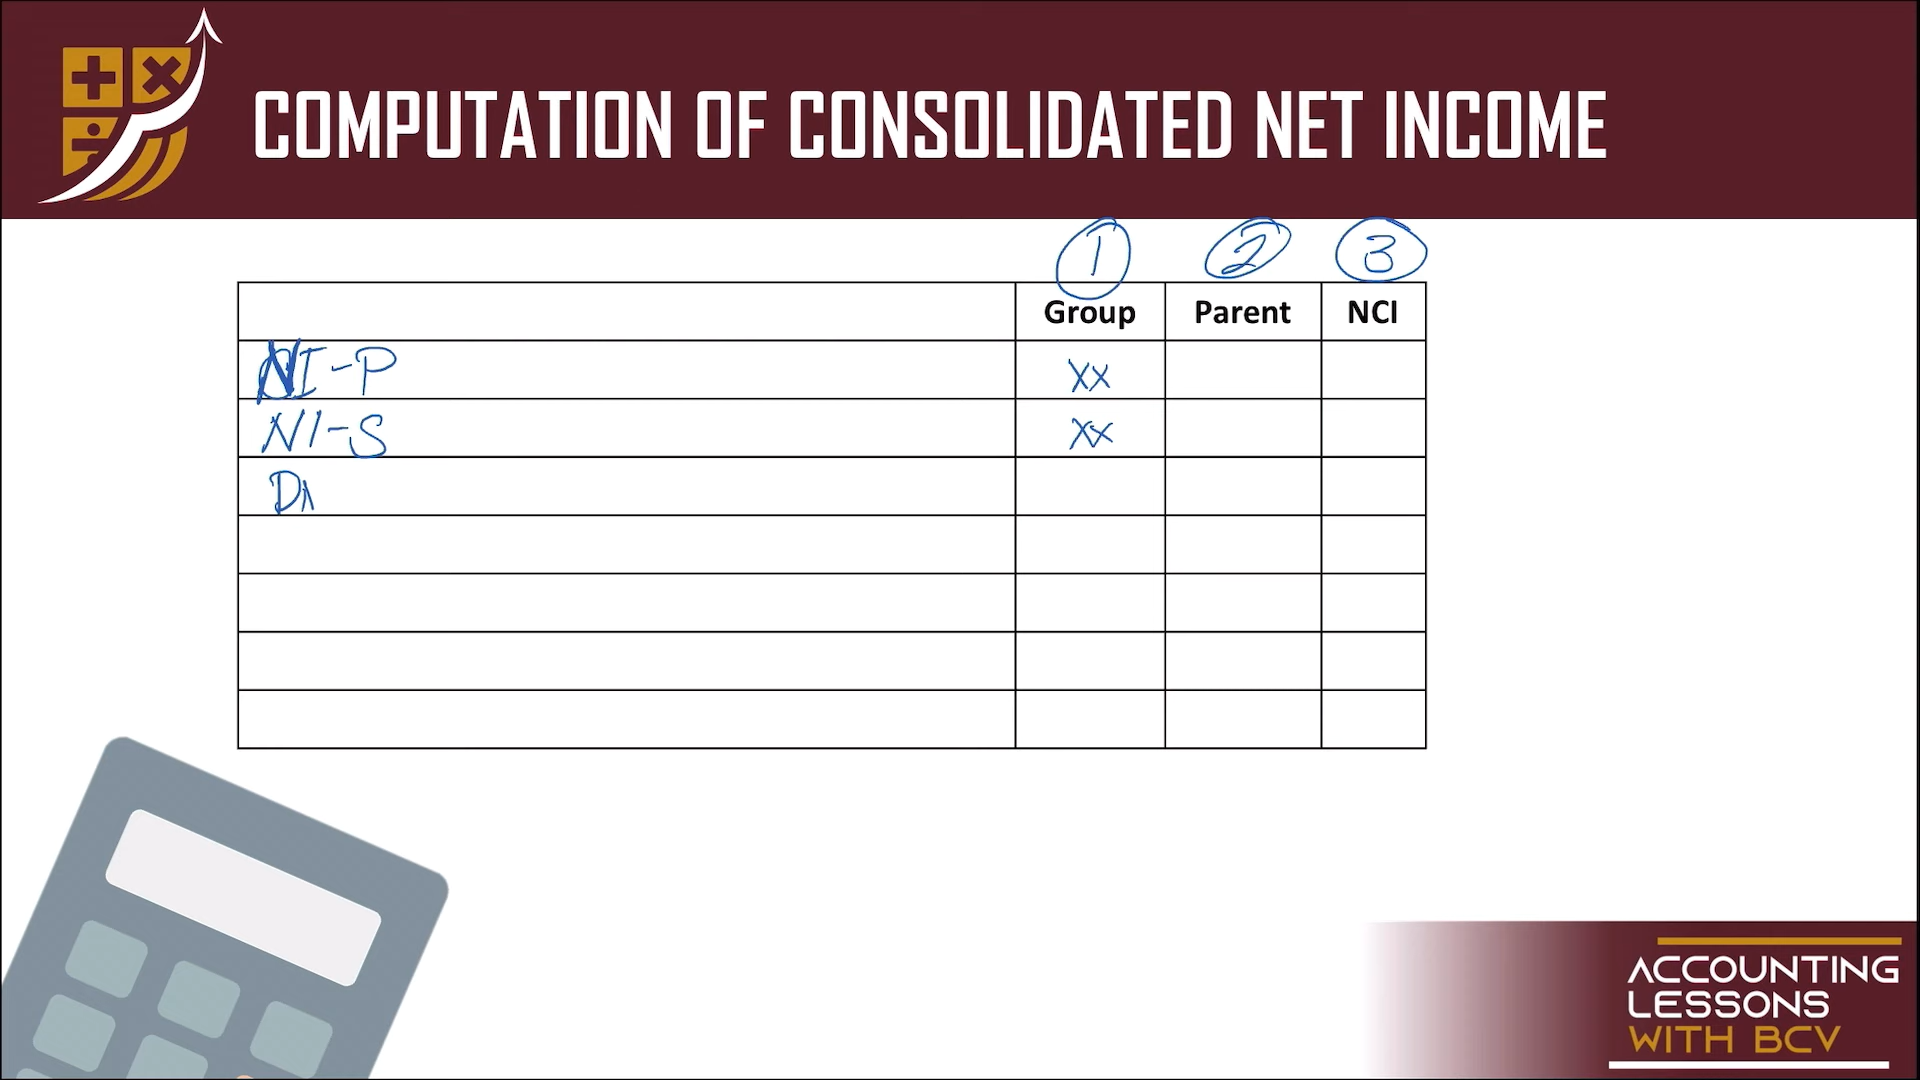 COMPUTATION OF CONSOLIDATED NET INCOME
1 2 3
Group Parent NCI
NI-P xx
NI-S xx
Di
ACCOUNTING
LESSONS
WITH BCV